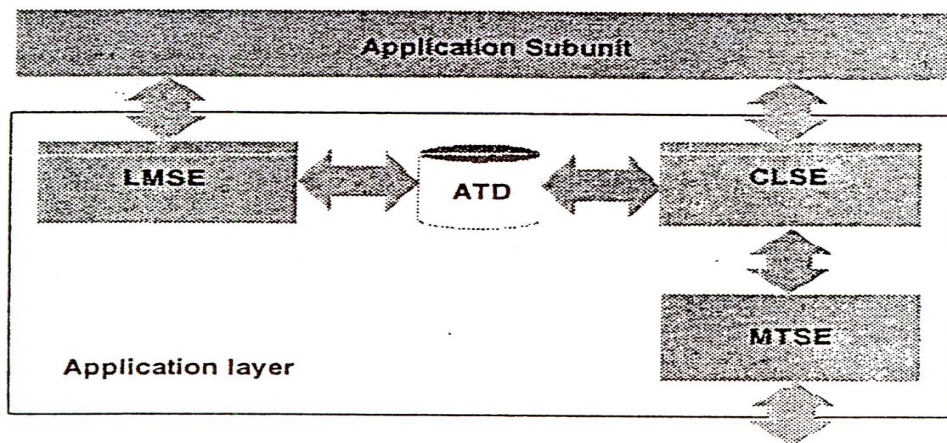 Application Subunit
LMSE
ATD
CLSE
MTSE
Application layer